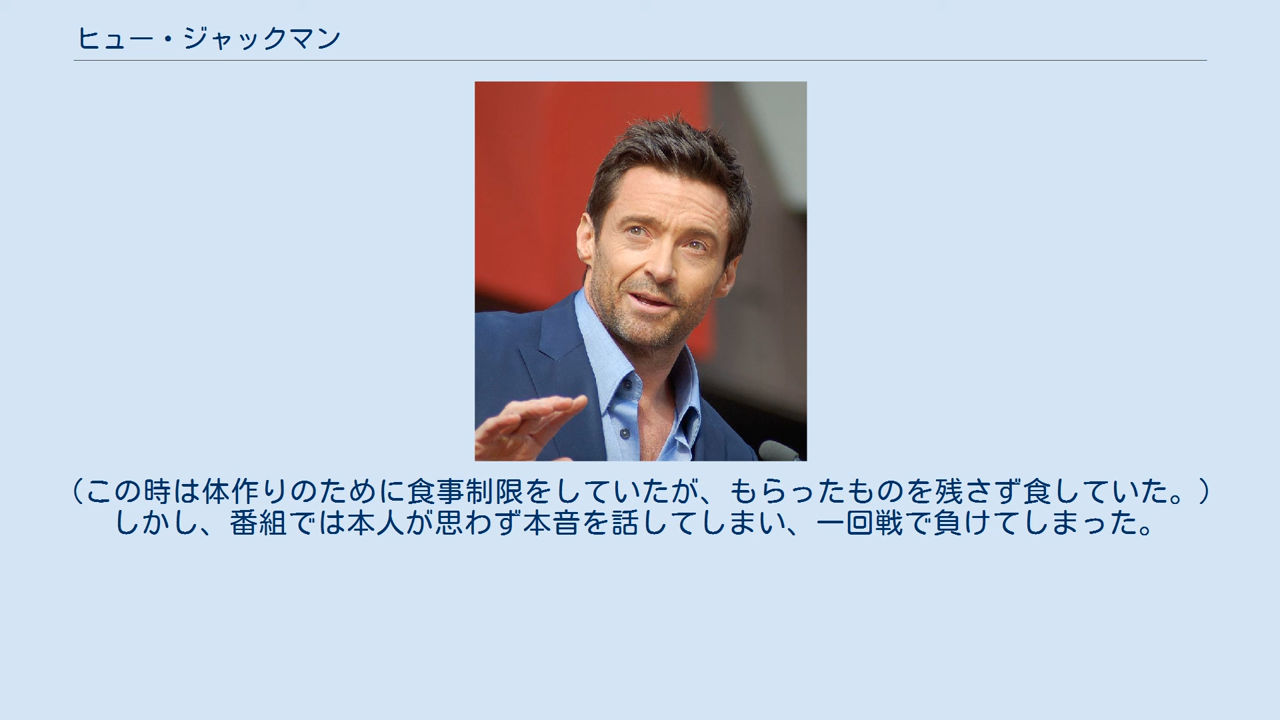 ヒュー・ジャックマン
（この時は体作りのために食事制限をしていたが、もらったものを残さず食していた。）
しかし、番組では本人が思わず本音を話してしまい、一回戦で負けてしまった。